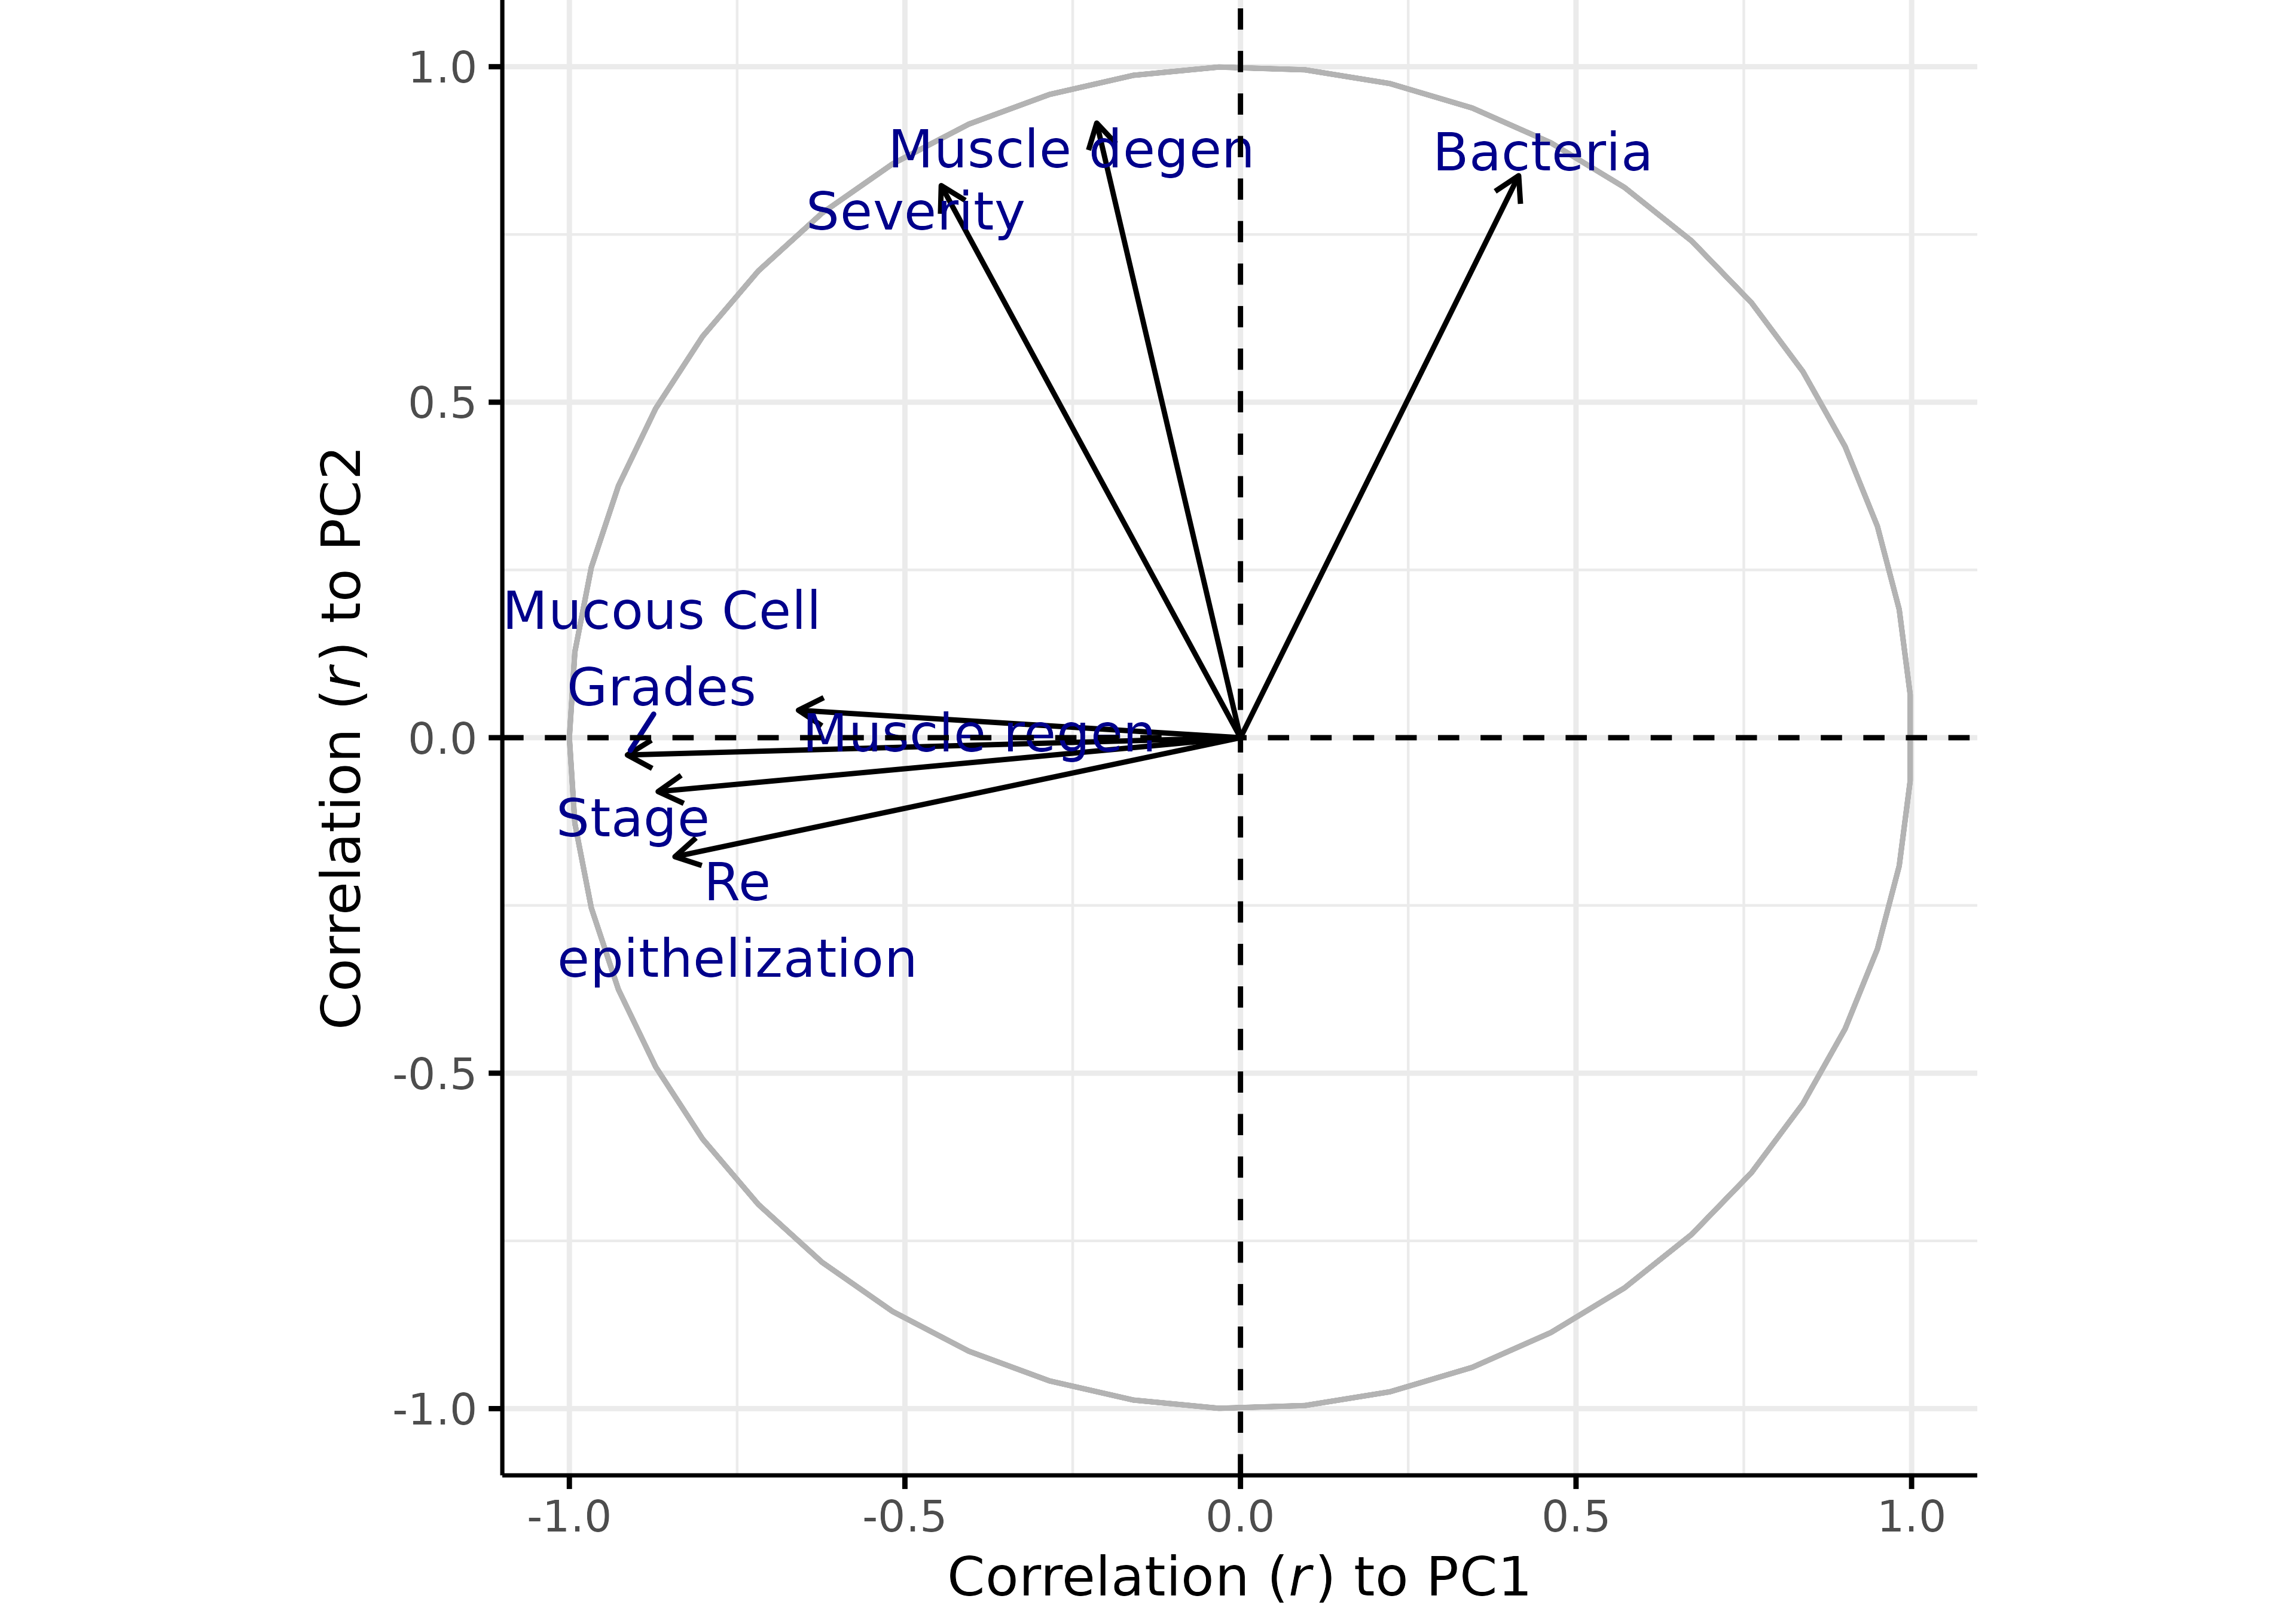 1.0
Muscle degen
Bacteria
Severity
0.5
Mucous Cell
Grades
0.0
Muscle regen
Stage
Re
epithelization
-0.5
-1.0
-1.0 -0.5 0.0 0.5 1.0
Correlation (r) to PC1
Correlation (r) to PC2